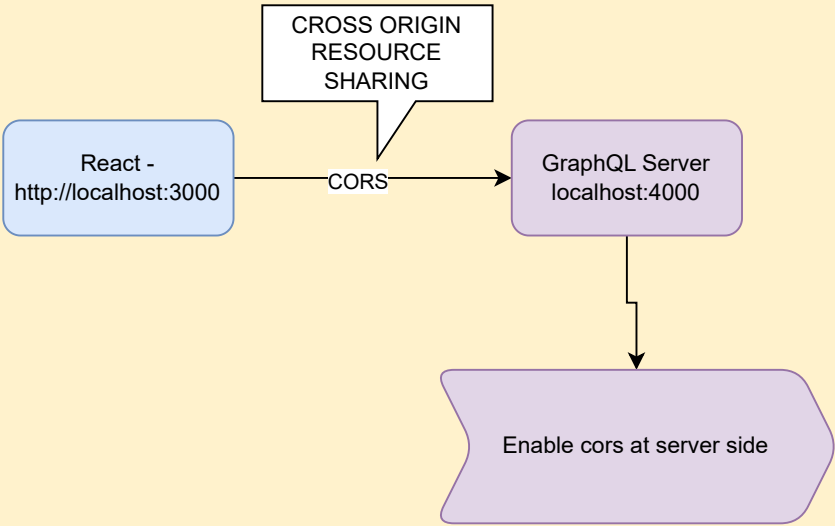 CROSS ORIGIN
RESOURCE
SHARING
React -
http://localhost:3000
CORS
GraphQL Server
localhost:4000
Enable cors at server side